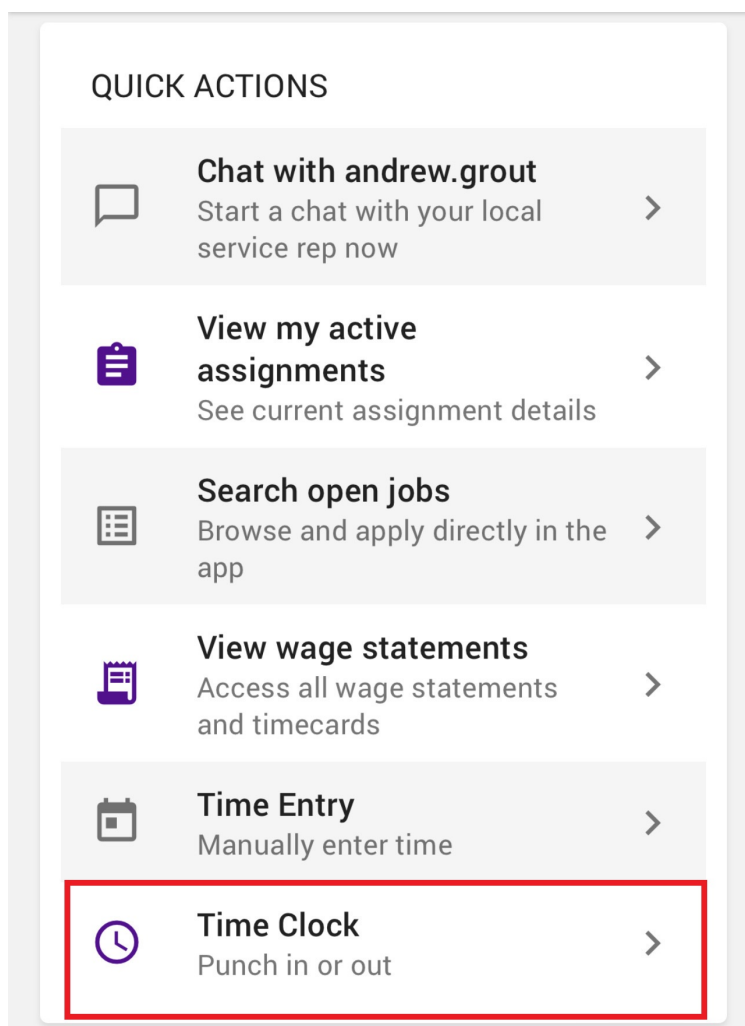 QUICK ACTIONS
Chat with andrew.grout
Start a chat with your local
service rep now
View my active
assignments
See current assignment details
Search open jobs
Browse and apply directly in the
app
View wage statements
Access all wage statements
and timecards
Time Entry
Manually enter time
Time Clock
Punch in or out